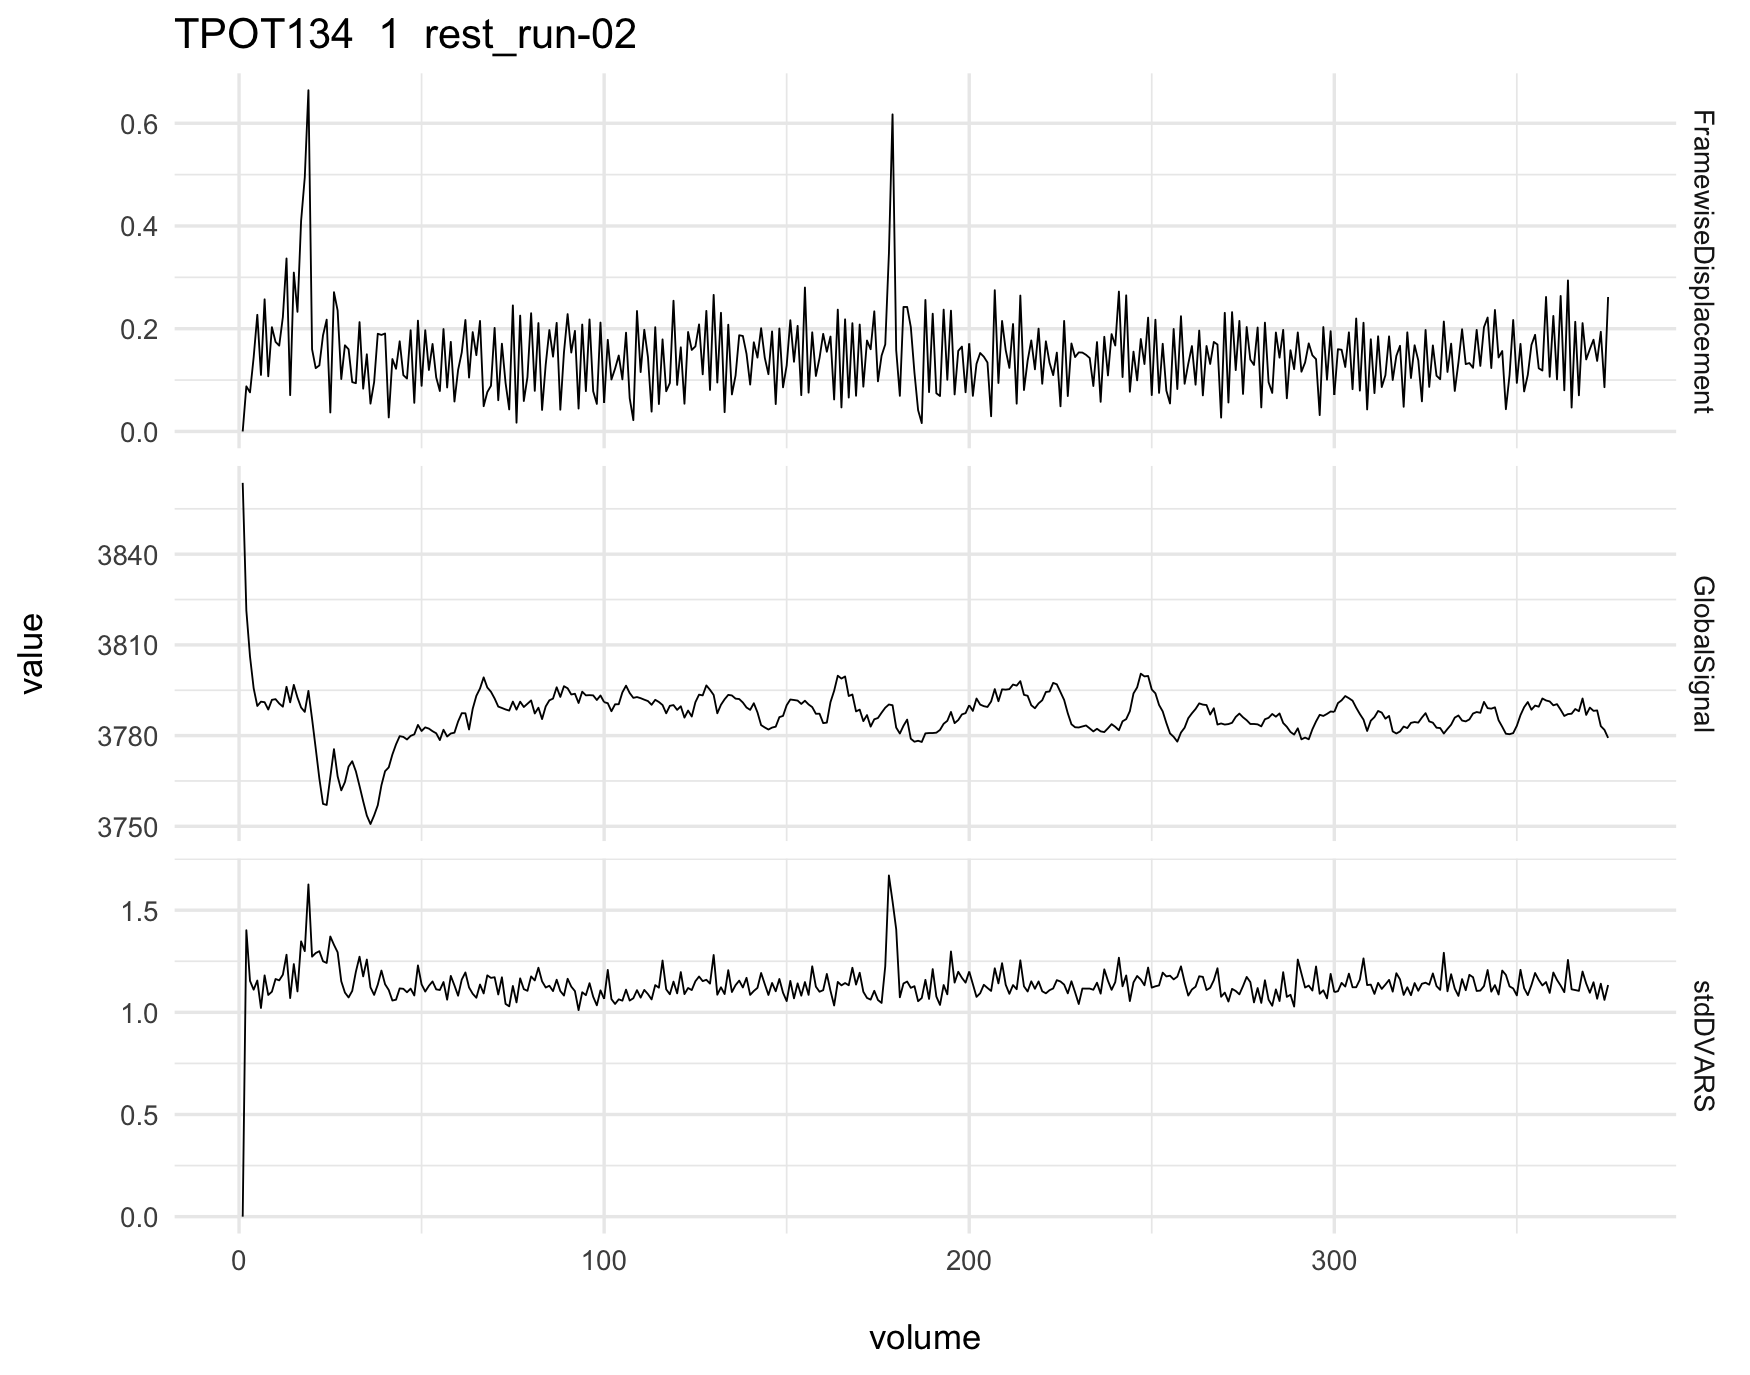 TPOT134 1 rest_run-02
value
0.6
0.4
0.2
0.0
FramewiseDisplacement
3840
3810
3780
3750
GlobalSignal
1.5
1.0
0.5
0.0
stdDVARS
0 100 200 300
volume